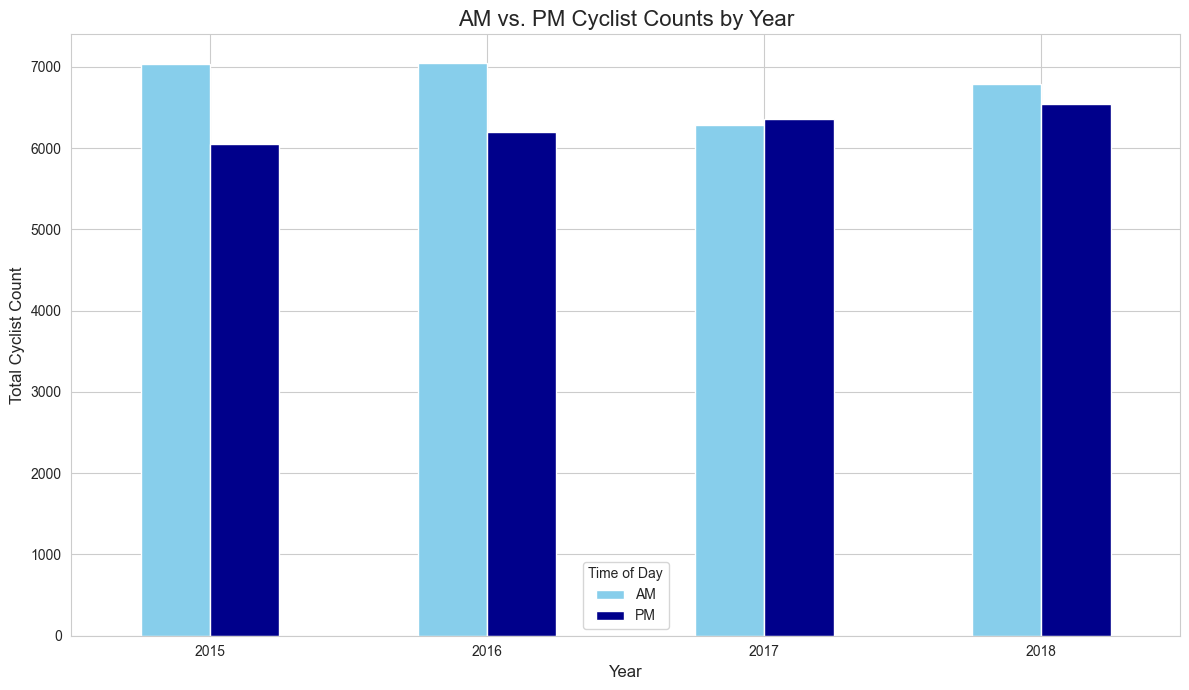 AM vs. PM Cyclist Counts by Year
Total Cyclist Count
7000
6000
5000
4000
3000
2000
1000
0
Time of Day
AM
PM
2015 2016 2017 2018
Year